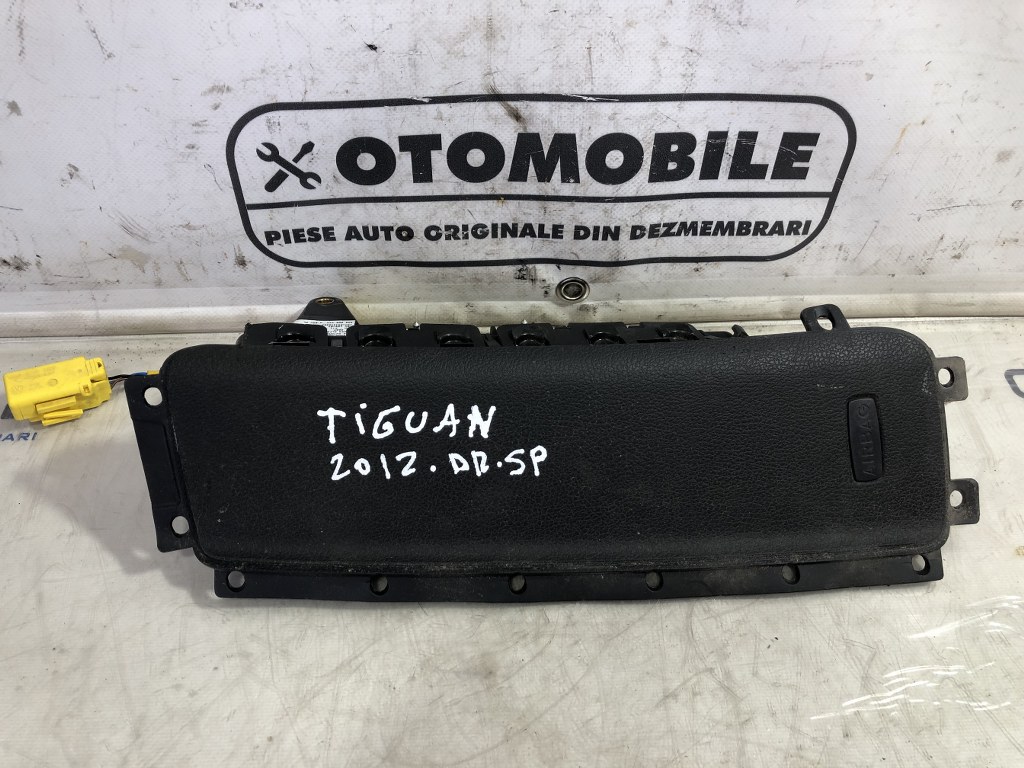 OTOMOBILE
PIESE AUTO ORIGINALE DIN DEZMEMBRARI
TIGUAN
2012.DR.SP
AIRBAG